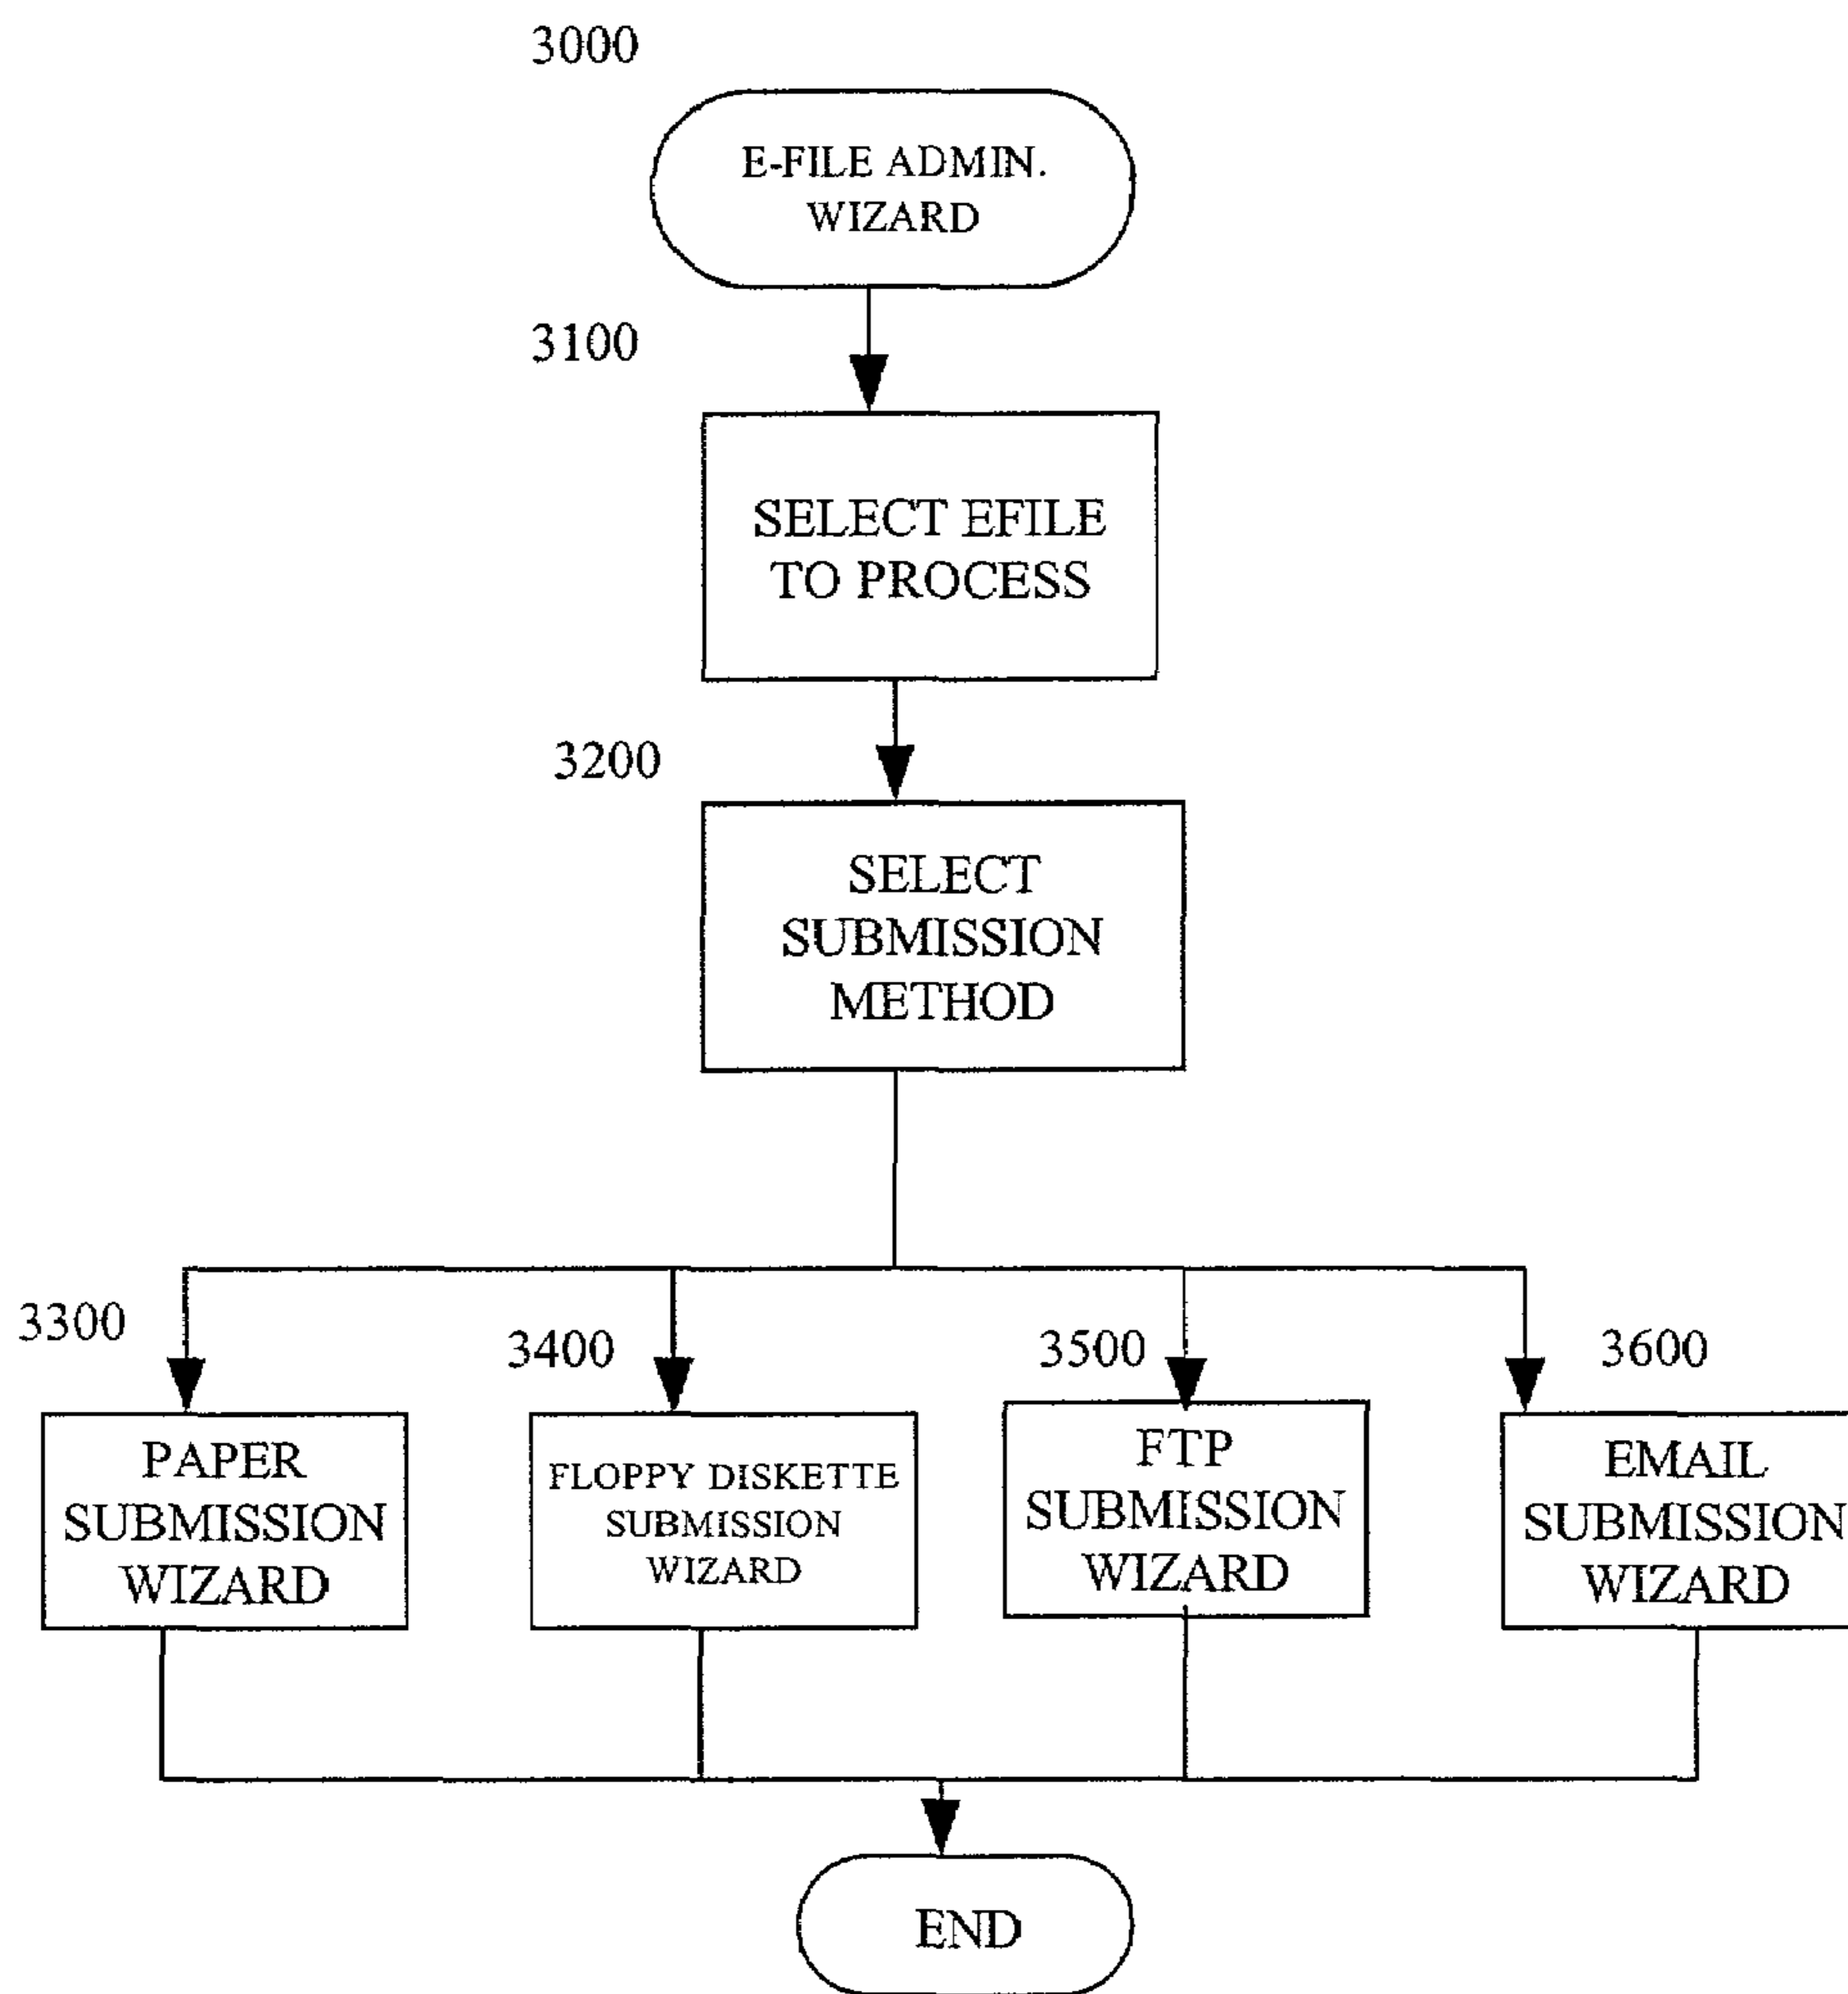 3000
E-FILE ADMIN.
WIZARD
3100
SELECT EFILE
TO PROCESS
3200
SELECT
SUBMISSION
METHOD
3300
PAPER
SUBMISSION
WIZARD
3400
FLOPPY DISKETTE
SUBMISSION
WIZARD
3500
FTP
SUBMISSION
WIZARD
3600
EMAIL
SUBMISSION
WIZARD
END